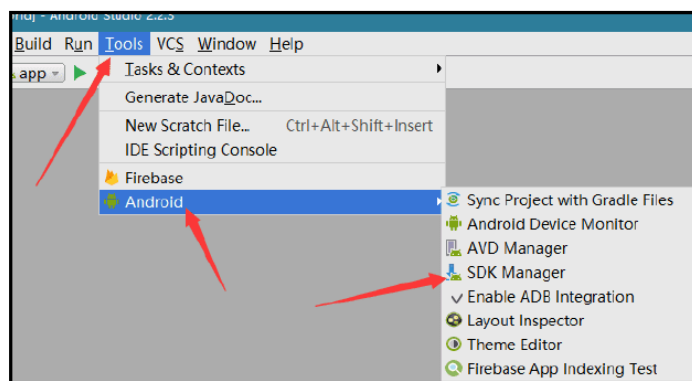 - Android Studio 2.2.3
Build Run Tools VCS Window Help
app
Tasks & Contexts
Generate JavaDoc...
New Scratch File... Ctrl+Alt+Shift+Insert
IDE Scripting Console
Firebase
Android
Sync Project with Gradle Files
Android Device Monitor
AVD Manager
SDK Manager
Enable ADB Integration
Layout Inspector
Theme Editor
Firebase App Indexing Test